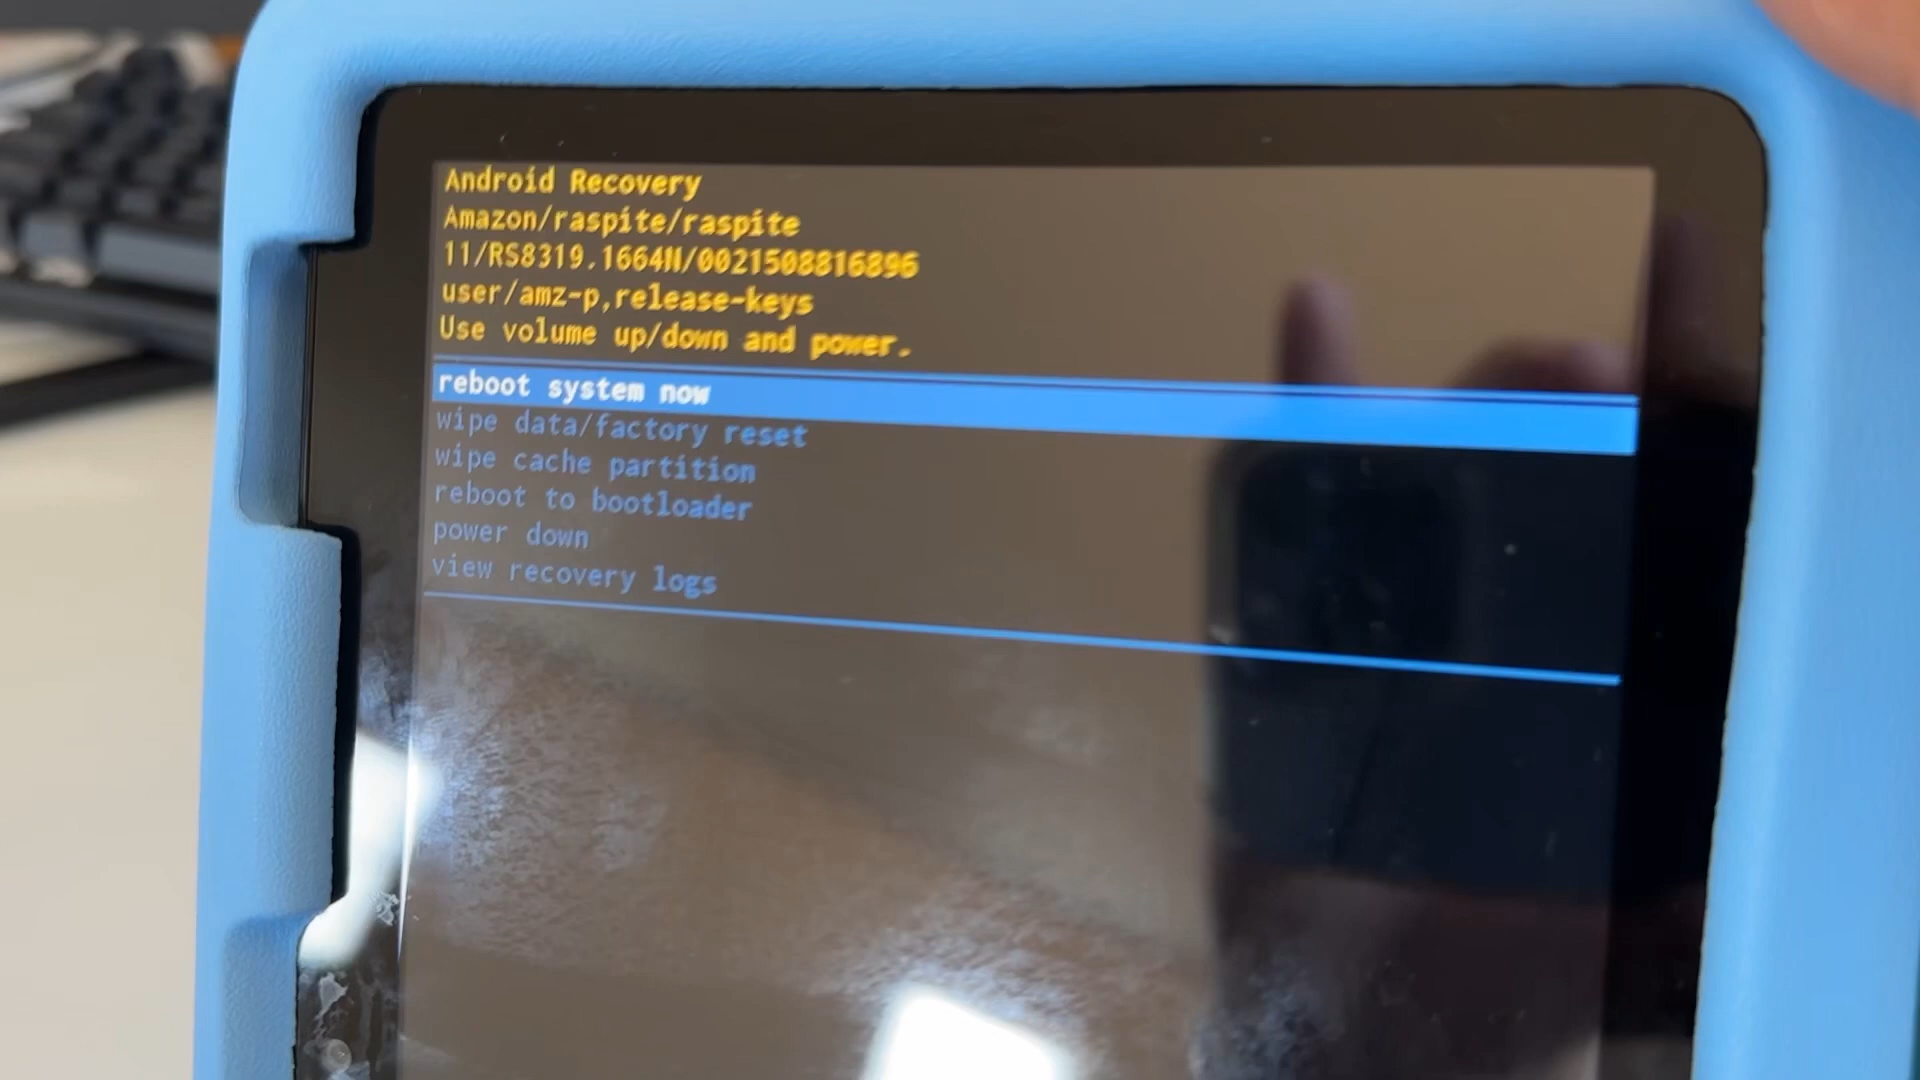 Android Recovery
Amazon/raspite/raspite
11/RS8319.1664N/0021508816896
user/amz-p,release-keys
Use volume up/down and power.
reboot system now
wipe data/factory reset
wipe cache partition
reboot to bootloader
power down
view recovery logs